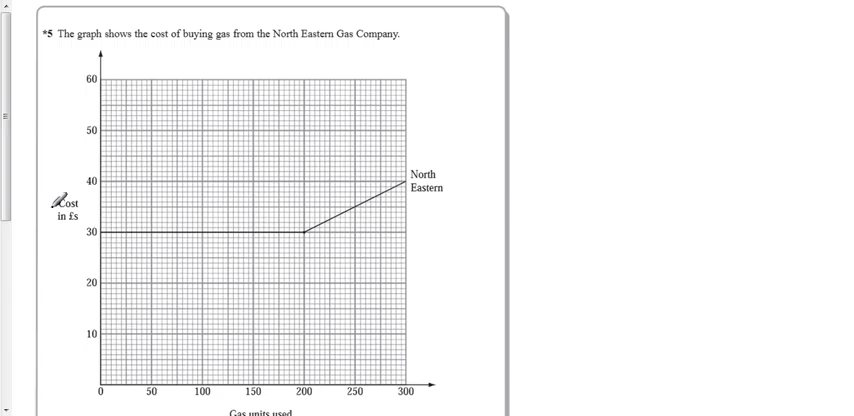 *5 The graph shows the cost of buying gas from the North Eastern Gas Company.
60
50
40
North
Eastern
Cost
in £s
30
20
10
0 50 100 150 200 250 300
Gas units used